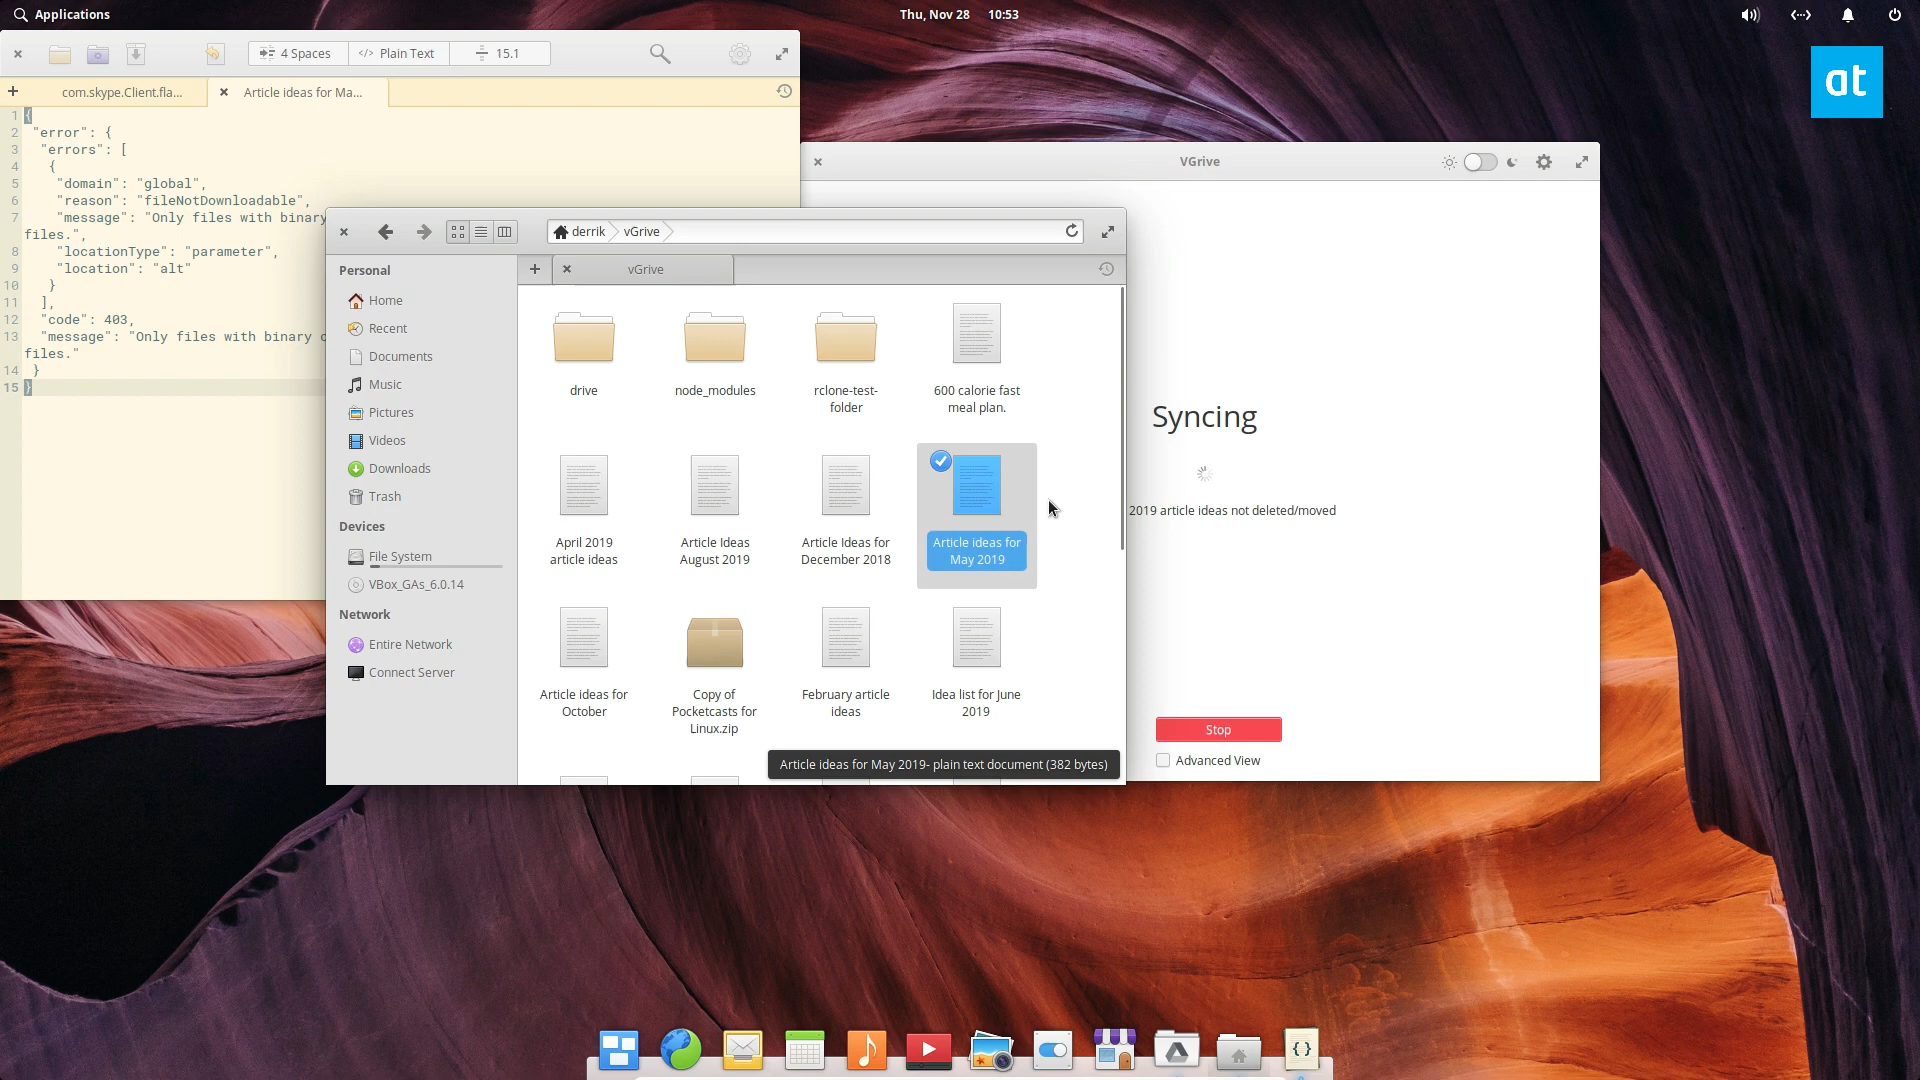 Applications
Thu, Nov 28 10:53
at
4 Spaces
</> Plain Text
15.1
com.skype.Client.fla...
Article ideas for Ma...
1 {
2 "error": {
3 "errors": [
4 {
5 "domain": "global",
6 "reason": "fileNotDownloadable",
7 "message": "Only files with binary
files.",
8 "locationType": "parameter",
9 "location": "alt"
10 }
11 ],
12 "code": 403,
13 "message": "Only files with binary
files."
14 }
15 }
VGrive
Syncing
2019 article ideas not deleted/moved
Stop
Advanced View
derrik
vGrive
vGrive
Personal
Home
Recent
Documents
Music
Pictures
Videos
Downloads
Trash
Devices
File System
VBox_GAs_6.0.14
Network
Entire Network
Connect Server
drive
node_modules
rclone-test-
folder
600 calorie fast
meal plan.
April 2019
article ideas
Article Ideas
August 2019
Article Ideas for
December 2018
Article ideas for
May 2019
Article ideas for
October
Copy of
Pocketcasts for
Linux.zip
February article
ideas
Idea list for June
2019
Article ideas for May 2019- plain text document (382 bytes)
{}